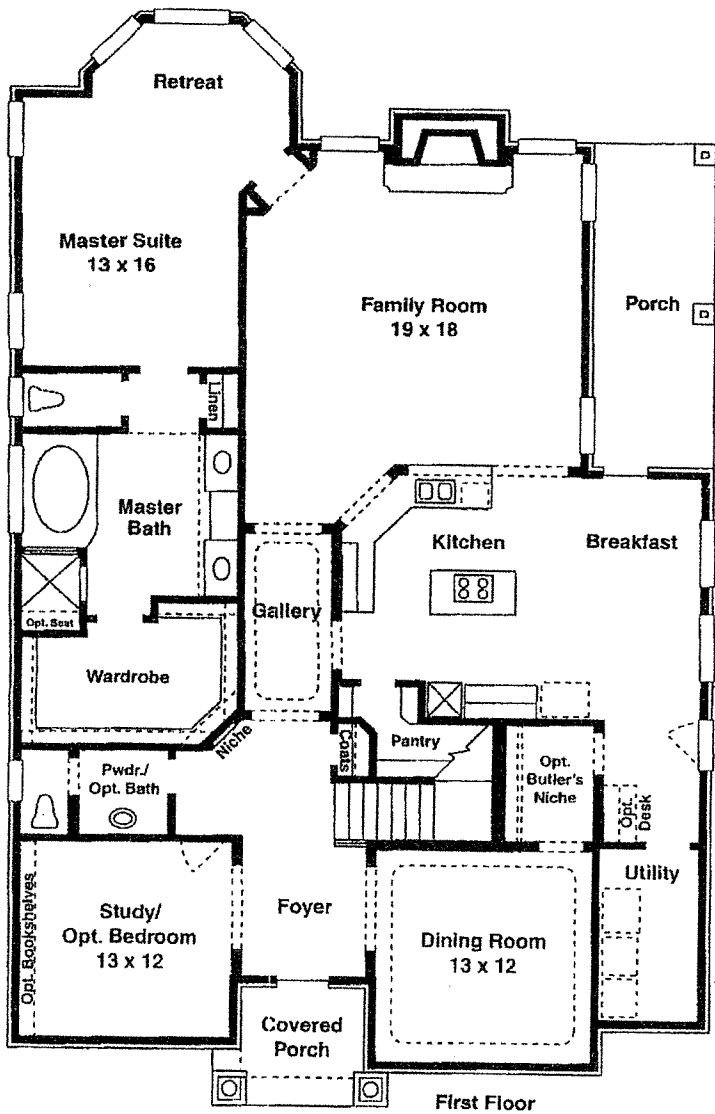 Retreat
Master Suite
13 x 16
Family Room
19 x 18
Porch
Linen
Master
Bath
Kitchen
Breakfast
Gallery
Opt. Seat
Wardrobe
Niche
Coats
Pantry
Pwdr./
Opt. Bath
Opt.
Butler's
Niche
Opt.
Desk
Utility
Opt. Bookshelves
Study/
Opt. Bedroom
13 x 12
Foyer
Dining Room
13 x 12
Covered
Porch
First Floor